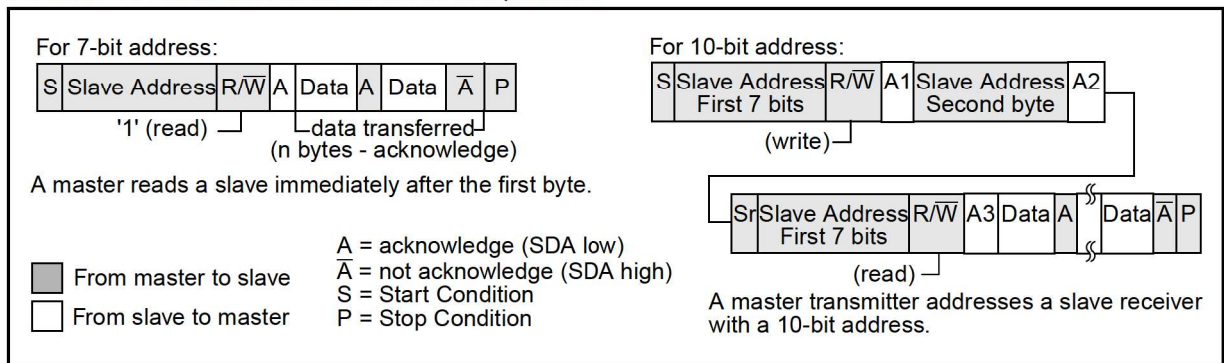 For 7-bit address:
S Slave Address R/W̅ A Data A Data A̅ P
'1' (read)
data transferred
(n bytes - acknowledge)
A master reads a slave immediately after the first byte.
From master to slave
From slave to master
A = acknowledge (SDA low)
A̅ = not acknowledge (SDA high)
S = Start Condition
P = Stop Condition
For 10-bit address:
S Slave Address First 7 bits R/W̅ A1 Slave Address Second byte A2
(write)
Sr Slave Address First 7 bits R/W̅ A3 Data A Data A̅ P
(read)
A master transmitter addresses a slave receiver
with a 10-bit address.